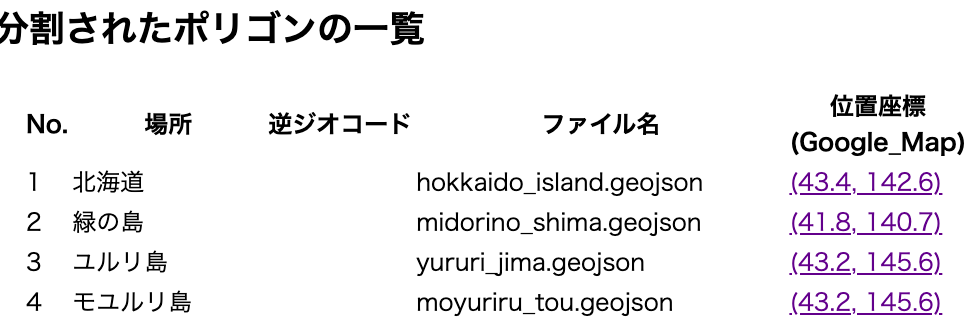 分割されたポリゴンの一覧
No. 場所 逆ジオコード ファイル名 位置座標
(Google_Map)
1 北海道 hokkaido_island.geojson (43.4, 142.6)
2 緑の島 midorino_shima.geojson (41.8, 140.7)
3 ユルリ島 yururi_jima.geojson (43.2, 145.6)
4 モユルリ島 moyuriru_tou.geojson (43.2, 145.6)